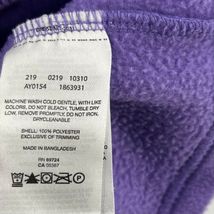 219 0219 10310
AY0154 1863931
MACHINE WASH COLD GENTLE, WITH LIKE
COLORS, DO NOT BLEACH, TUMBLE DRY
LOW, REMOVE PROMPTLY, DO NOT IRON,
DRYCLEANABLE
SHELL: 100% POLYESTER
EXCLUSIVE OF TRIMMING
MADE IN BANGLADESH
RN 69724
CA 05367